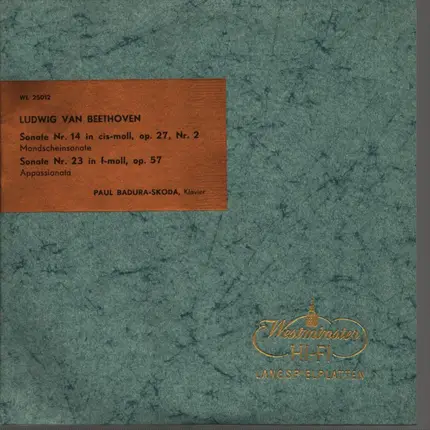 WL 25012
LUDWIG VAN BEETHOVEN
Sonate Nr. 14 in cis-moll, op. 27, Nr. 2
Mondscheinsonate
Sonate Nr. 23 in f-moll, op. 57
Appassionata
PAUL BADURA-SKODA, Klavier
Westminster
HI-FI
LANGSPIELPLATTEN